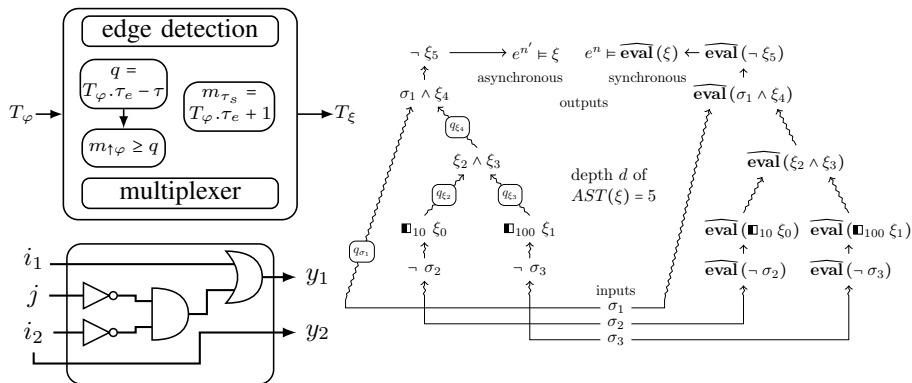 edge detection
q =
T_φ.τ_e − τ
m_{τ_s} =
T_φ.τ_e + 1
T_φ
T_ξ
m_{↑φ} ≥ q
multiplexer
i_1
j
i_2
y_1
y_2
¬ ξ_5
e^{n'} ⊨ ξ
e^n ⊨ \widehat{eval}(ξ)
\widehat{eval}(¬ ξ_5)
asynchronous
synchronous
outputs
σ_1 ∧ ξ_4
\widehat{eval}(σ_1 ∧ ξ_4)
q_{ξ_4}
ξ_2 ∧ ξ_3
\widehat{eval}(ξ_2 ∧ ξ_3)
depth d of
AST(ξ) = 5
q_{ξ_2}
q_{ξ_3}
◧_{10} ξ_0
◧_{100} ξ_1
\widehat{eval}(◧_{10} ξ_0)
\widehat{eval}(◧_{100} ξ_1)
q_{σ_1}
¬ σ_2
¬ σ_3
\widehat{eval}(¬ σ_2)
\widehat{eval}(¬ σ_3)
inputs
σ_1
σ_2
σ_3